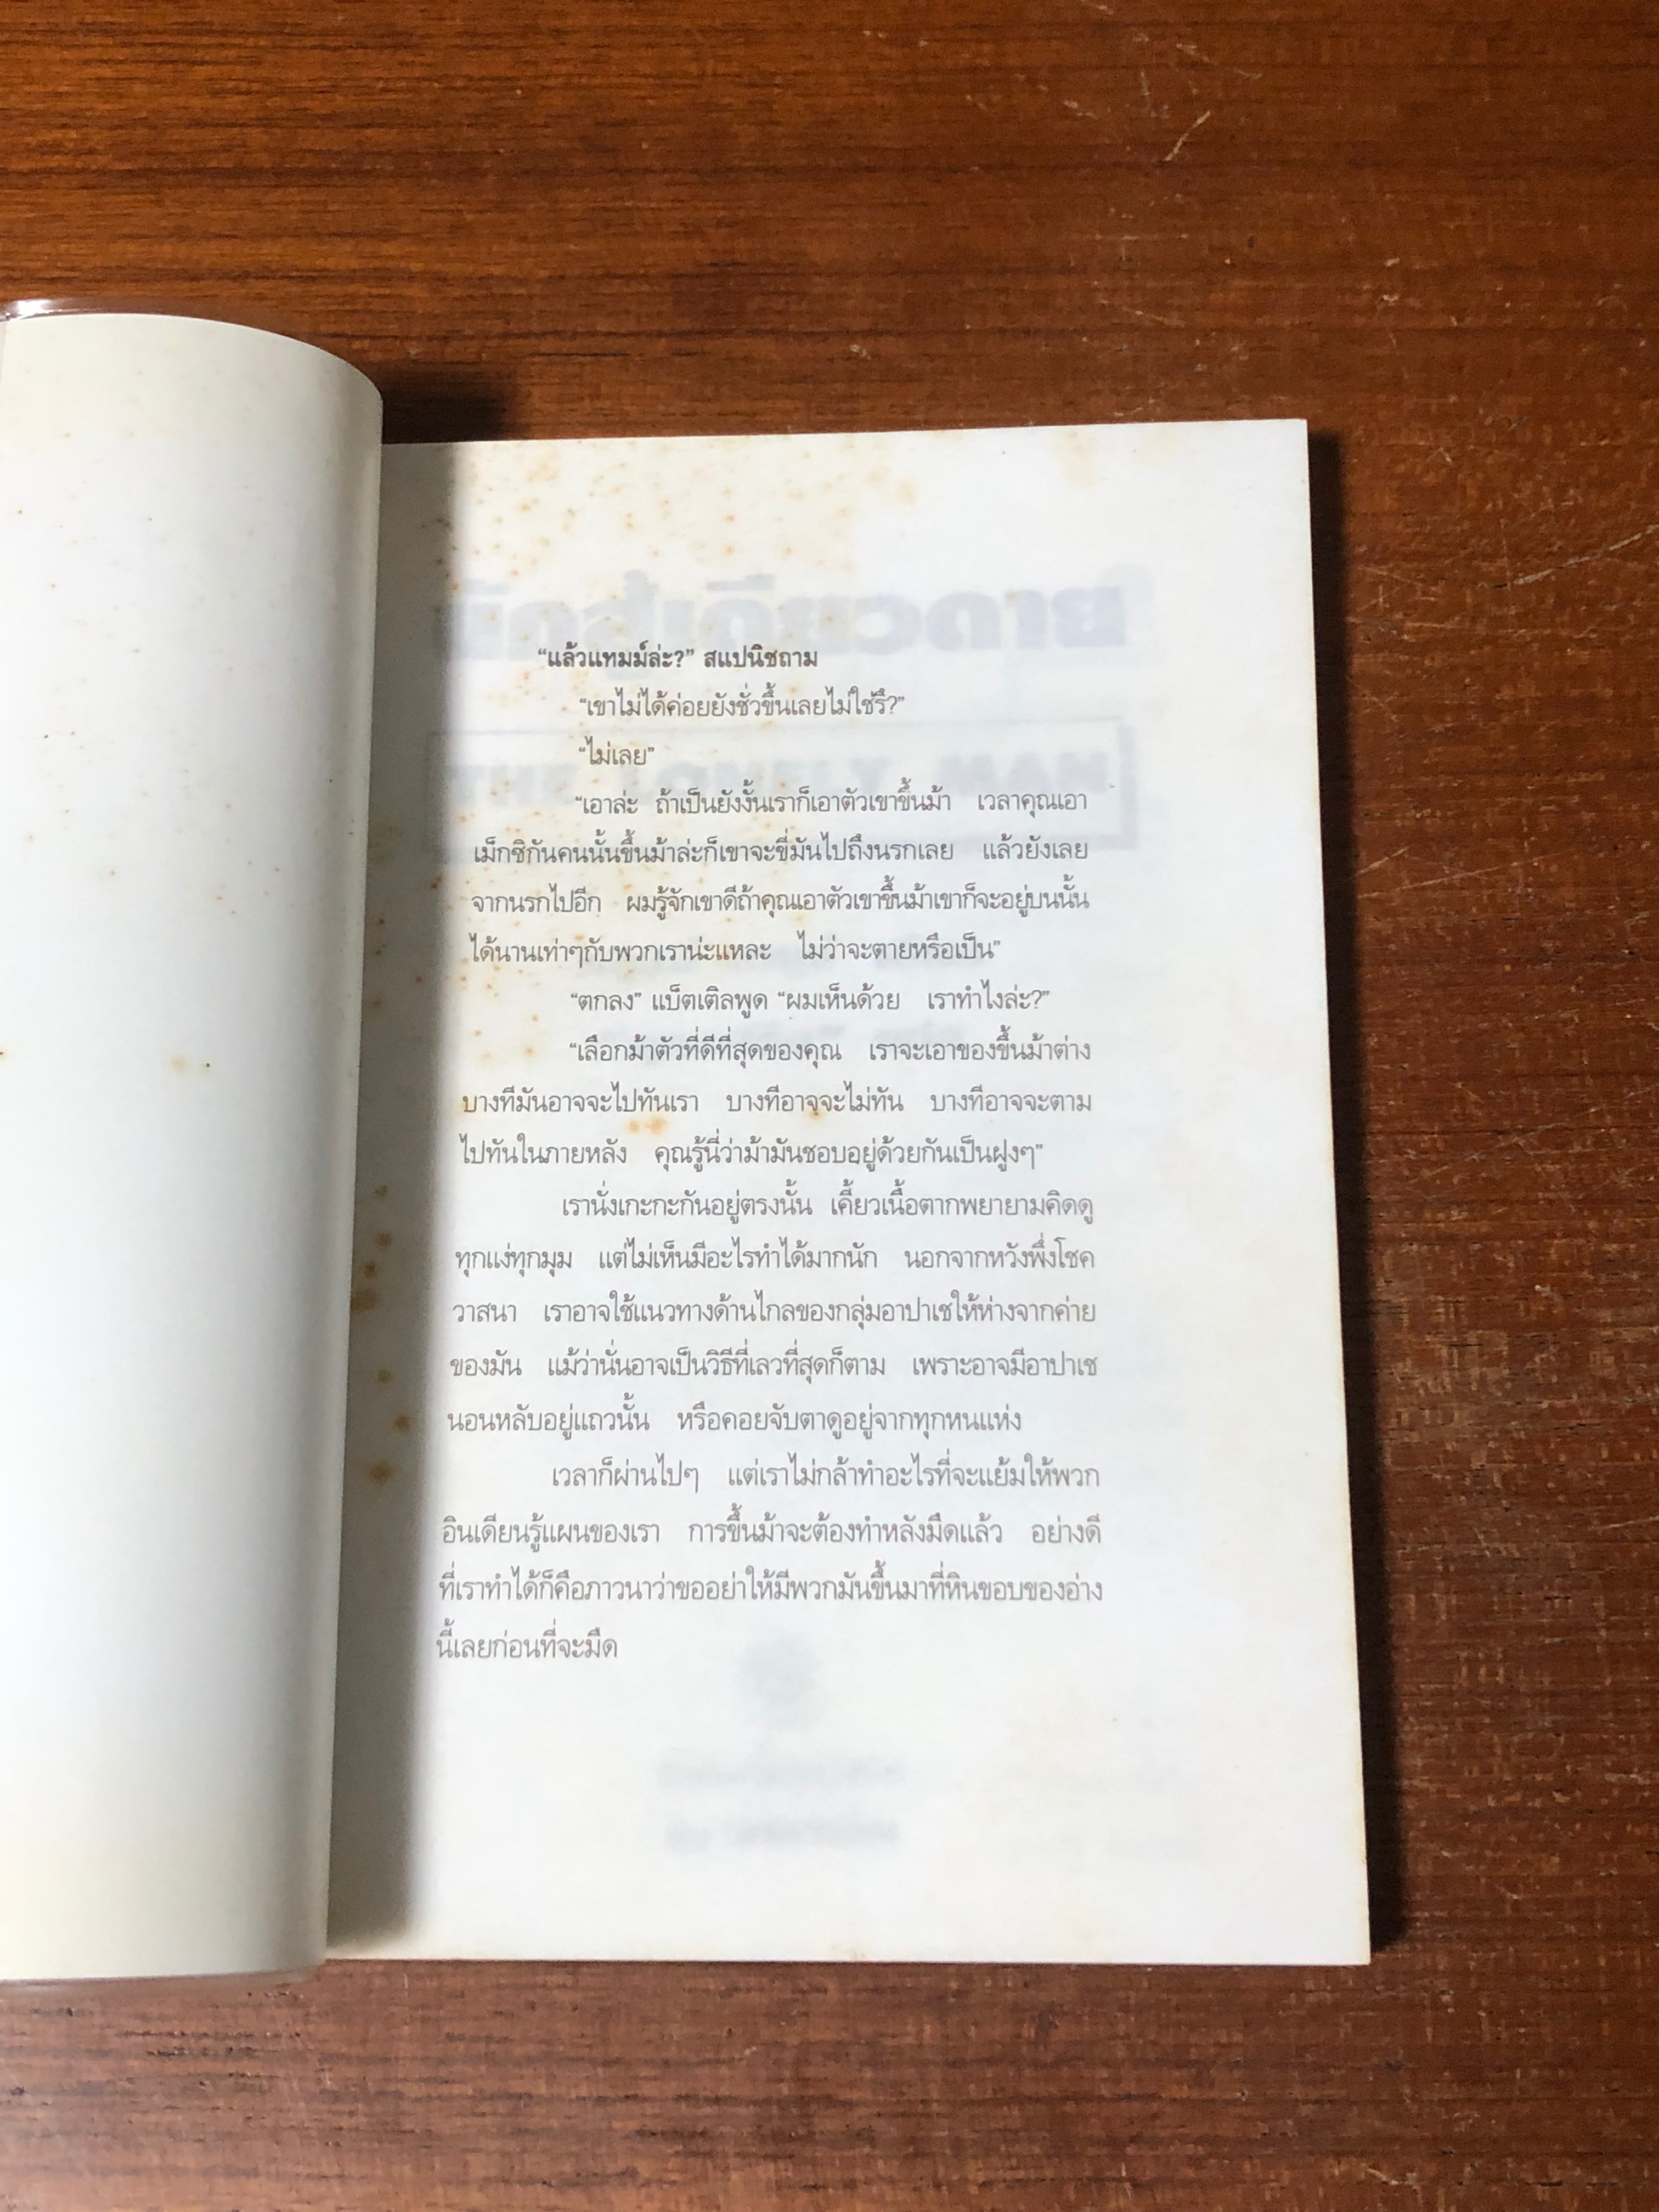 “แล้วแทมม์ล่ะ?” สแปนิชถาม
“เขาไม่ได้ค่อยยังชั่วขึ้นเลยไม่ใช่รึ?”
“ไม่เลย”
“เอาล่ะ ถ้าเป็นยังงั้นเราก็เอาตัวเขาขึ้นม้า เวลาคุณเอา
เม็กซิกันคนนั้นขึ้นม้าล่ะก็เขาจะขี่มันไปถึงนรกเลย แล้วยังเลย
จากนรกไปอีก ผมรู้จักเขาดีถ้าคุณเอาตัวเขาขึ้นม้าเขาก็จะอยู่บนนั้น
ได้นานเท่าๆกับพวกเราน่ะแหละ ไม่ว่าจะตายหรือเป็น”
“ตกลง” แบ็ตเติลพูด “ผมเห็นด้วย เราทำไงล่ะ?”
“เลือกม้าตัวที่ดีที่สุดของคุณ เราจะเอาของขึ้นม้าต่าง
บางทีมันอาจจะไปทันเรา บางทีอาจจะไม่ทัน บางทีอาจจะตาม
ไปทันในภายหลัง คุณรู้นี่ว่าม้ามันชอบอยู่ด้วยกันเป็นฝูงๆ”
เรานั่งเกะกะกันอยู่ตรงนั้น เคี้ยวเนื้อตากพยายามคิดดู
ทุกแง่ทุกมุม แต่ไม่เห็นมีอะไรทำได้มากนัก นอกจากหวังพึ่งโชค
วาสนา เราอาจใช้แนวทางด้านไกลของกลุ่มอาปาเชให้ห่างจากค่าย
ของมัน แม้ว่านั่นอาจเป็นวิธีที่เลวที่สุดก็ตาม เพราะอาจมีอาปาเช
นอนหลับอยู่แถวนั้น หรือคอยจับตาดูอยู่จากทุกหนแห่ง
เวลาก็ผ่านไปๆ แต่เราไม่กล้าทำอะไรที่จะแย้มให้พวก
อินเดียนรู้แผนของเรา การขึ้นม้าจะต้องทำหลังมืดแล้ว อย่างดี
ที่เราทำได้ก็คือภาวนาว่าขออย่าให้มีพวกมันขึ้นมาที่หินขอบของอ่าง
นี้เลยก่อนที่จะมืด